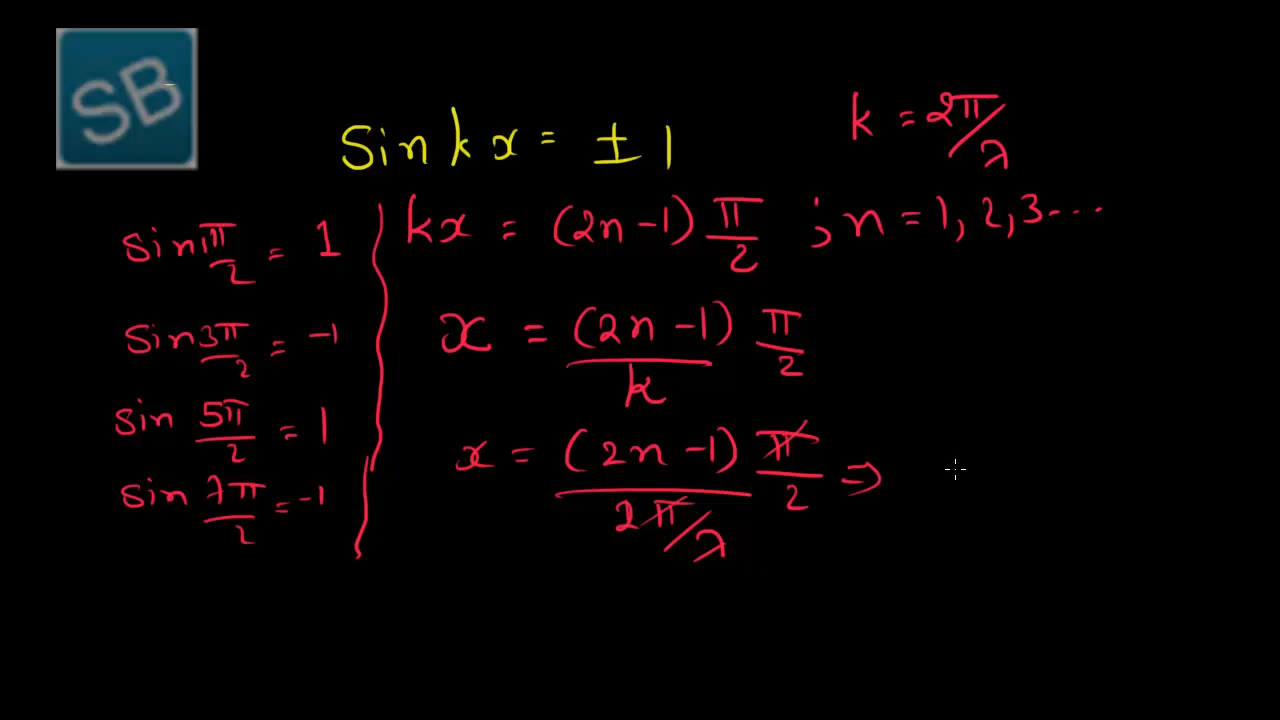 SB
Sin kx = ± 1
k = 2π/λ
sin π/2 = 1
sin 3π/2 = -1
sin 5π/2 = 1
sin 7π/2 = -1
kx = (2n-1) π/2 ; n = 1, 2, 3...
x = (2n-1)/k π/2
x = (2n-1)/(2π/λ) π/2 ⇒